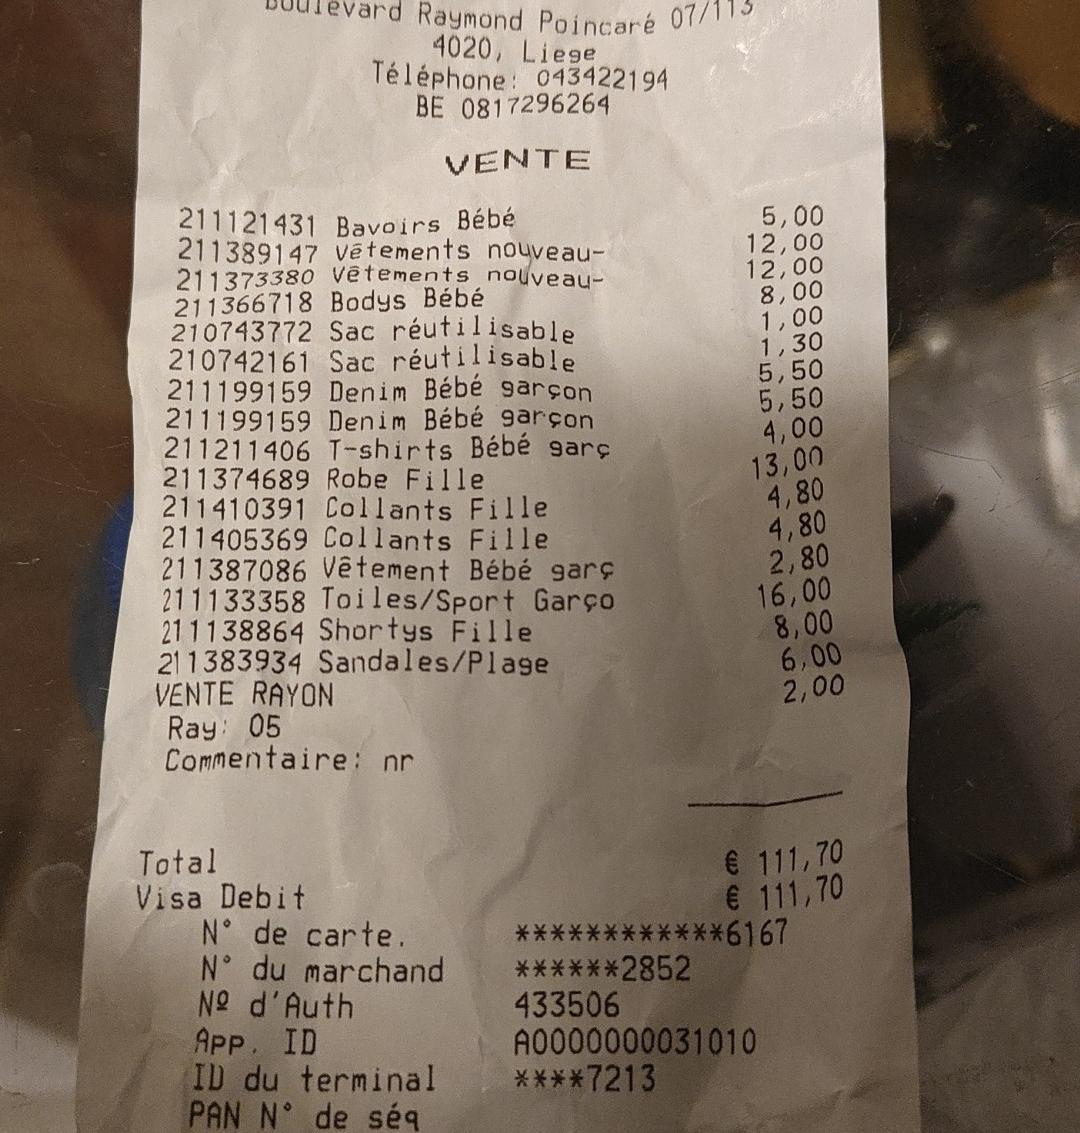 Boulevard Raymond Poincaré 07/113
4020, Liege
Téléphone: 043422194
BE 0817296264
VENTE
211121431 Bavoirs Bébé 5,00
211389147 Vêtements nouveau- 12,00
211373380 Vêtements nouveau- 12,00
211366718 Bodys Bébé 8,00
210743772 Sac réutilisable 1,00
210742161 Sac réutilisable 1,30
211199159 Denim Bébé garçon 5,50
211199159 Denim Bébé garçon 5,50
211211406 T-shirts Bébé garç 4,00
211374689 Robe Fille 13,00
211410391 Collants Fille 4,80
211405369 Collants Fille 4,80
211387086 Vêtement Bébé garç 2,80
211133358 Toiles/Sport Garço 16,00
211138864 Shortys Fille 8,00
211383934 Sandales/Plage 6,00
VENTE RAYON 2,00
Ray: 05
Commentaire: nr
Total € 111,70
Visa Debit € 111,70
N° de carte. ************6167
N° du marchand ******2852
Nº d'Auth 433506
App. ID A0000000031010
ID du terminal ****7213
PAN N° de séq